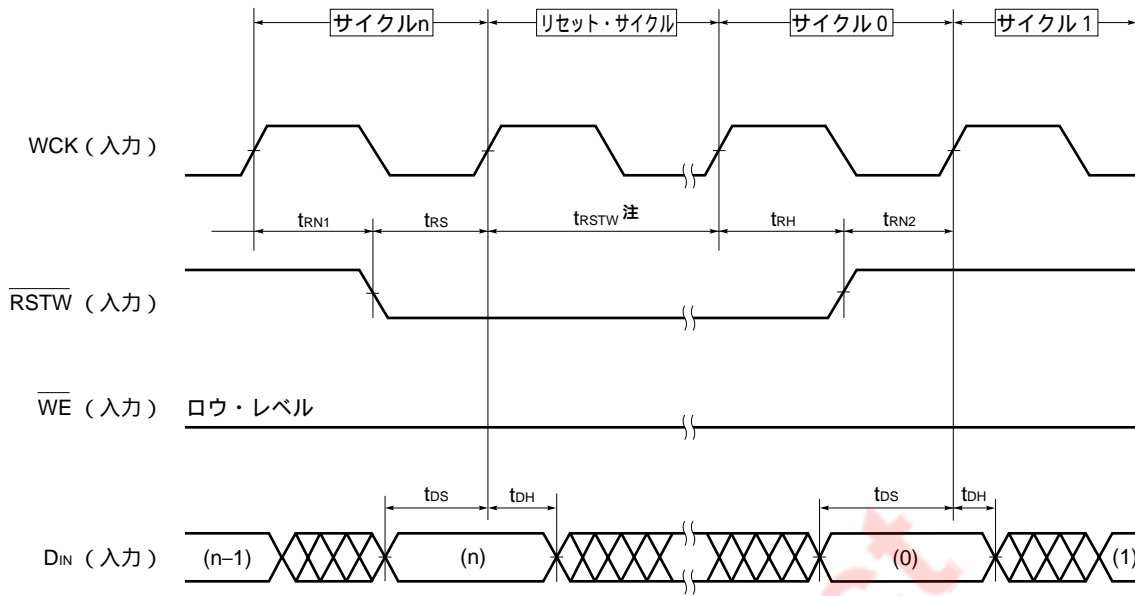 サイクルn リセット・サイクル サイクル 0 サイクル 1
WCK ( 入力 )
tRN1 tRS tRSTW 注 tRH tRN2
RSTW ( 入力 )
WE ( 入力 ) ロウ・レベル
tDS tDH tDS tDH
DIN ( 入力 ) (n–1) (n) (0) (1)